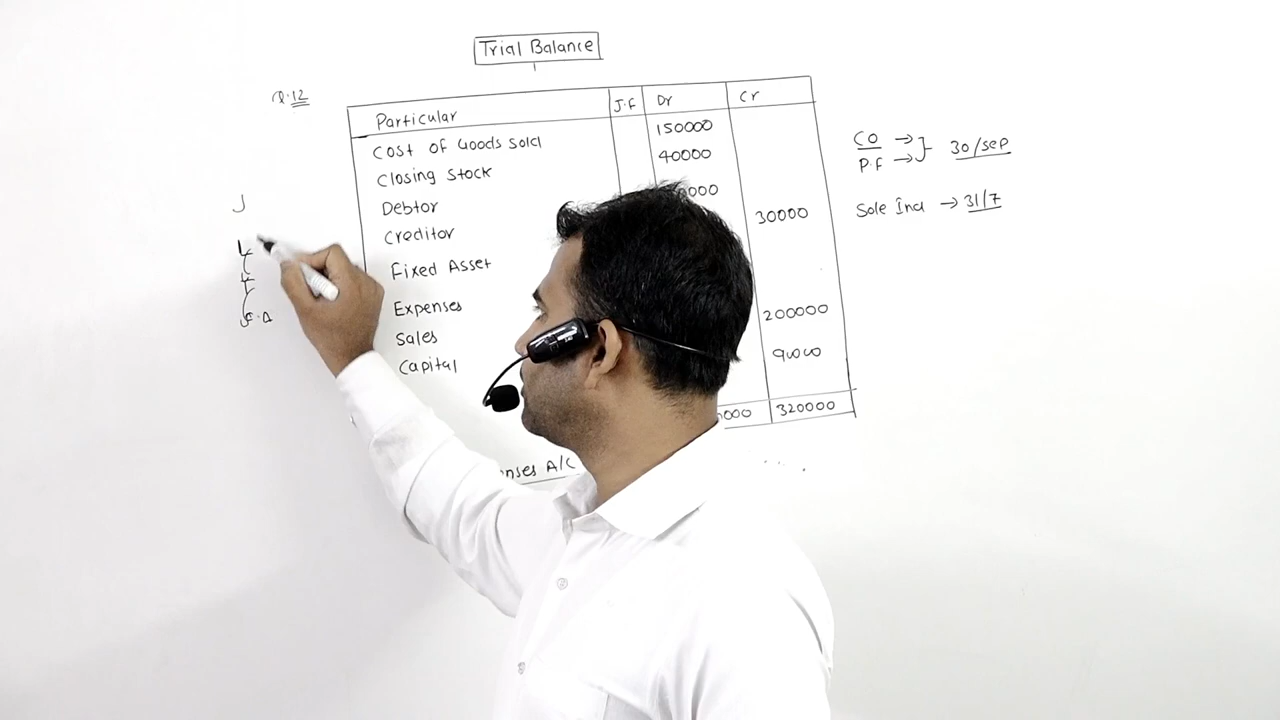 Trial Balance
Q.12
Particular J.F Dr Cr
Cost of Goods Sold 150000
Closing Stock 40000
Debtor
Creditor 30000
Fixed Asset
Expenses
Sales 200000
Capital 90000
320000
A/C
CO →
P.F →
30/sep
Sole Ind → 31/7
J